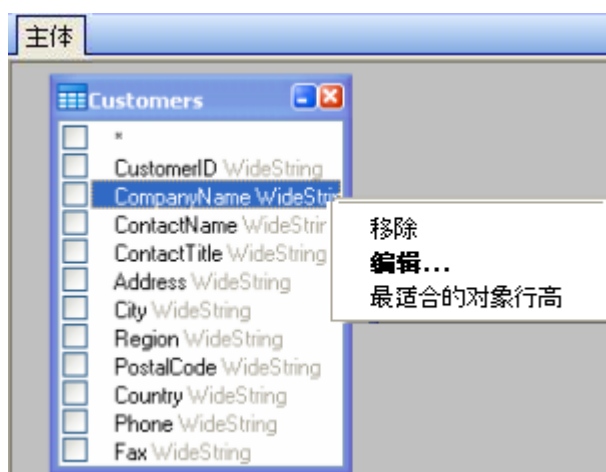 主体
Customers
*
CustomerID WideString
CompanyName WideStrin
ContactName WideStrin
ContactTitle WideString
Address WideString
City WideString
Region WideString
PostalCode WideString
Country WideString
Phone WideString
Fax WideString
移除
编辑...
最适合的对象行高